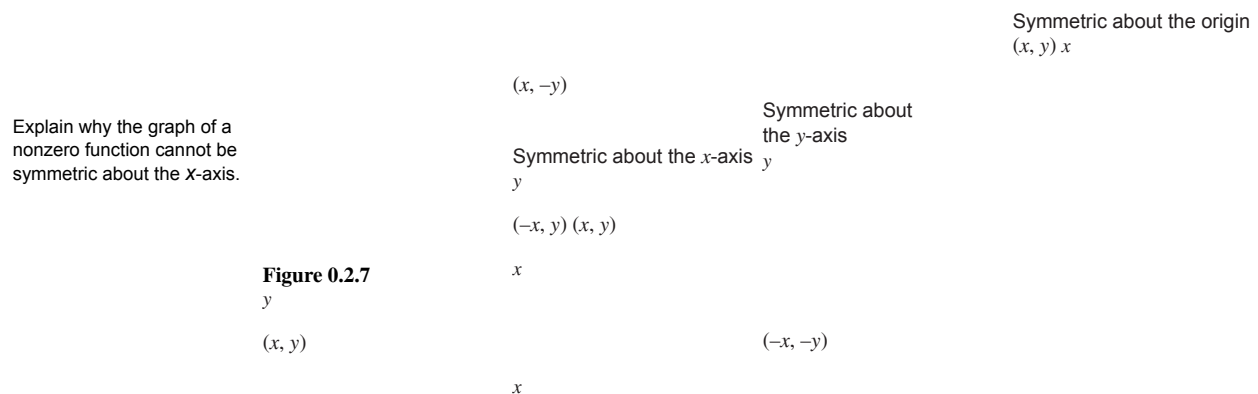 Explain why the graph of a
nonzero function cannot be
symmetric about the x-axis.
Figure 0.2.7
y
(x, y)
(x, –y)
Symmetric about the x-axis
y
(–x, y) (x, y)
x
x
Symmetric about
the y-axis
y
(–x, –y)
Symmetric about the origin
(x, y) x